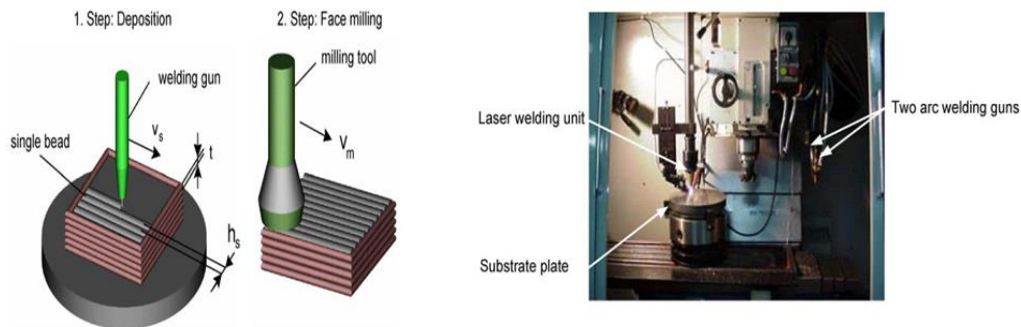 1. Step: Deposition
2. Step: Face milling
welding gun
milling tool
single bead
vs
t
Vm
hs
Laser welding unit
Two arc welding guns
Substrate plate